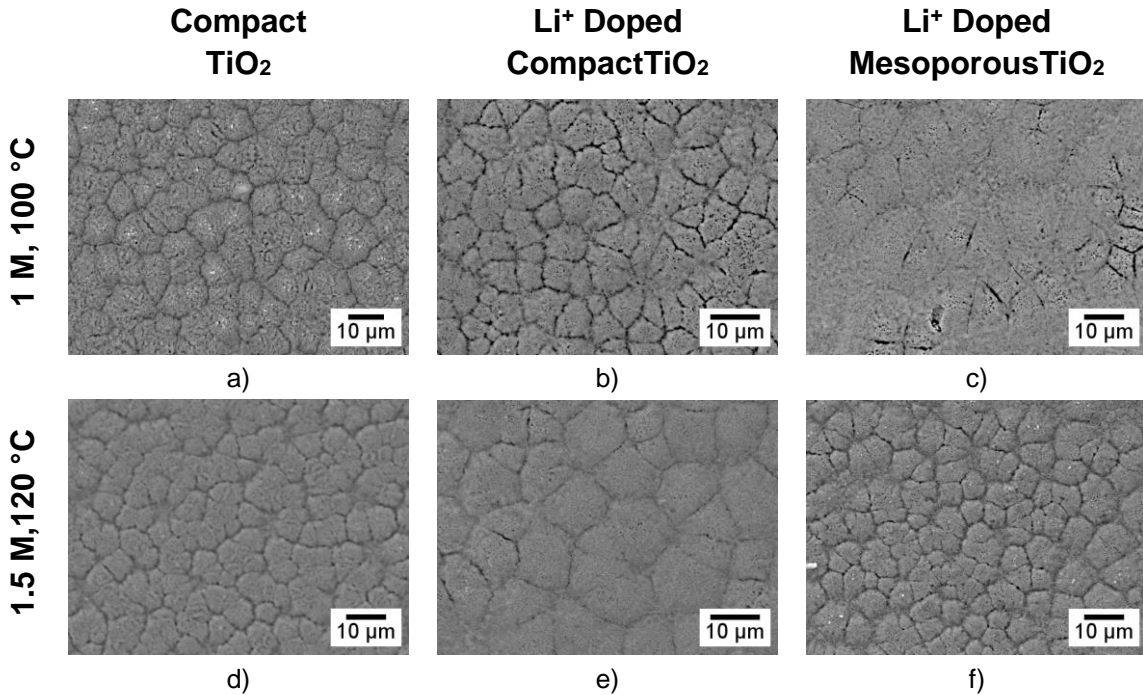 Compact
TiO₂
Li⁺ Doped
CompactTiO₂
Li⁺ Doped
MesoporousTiO₂
1 M, 100 °C
10 µm
10 µm
10 µm
a)
b)
c)
1.5 M,120 °C
10 µm
10 µm
10 µm
d)
e)
f)